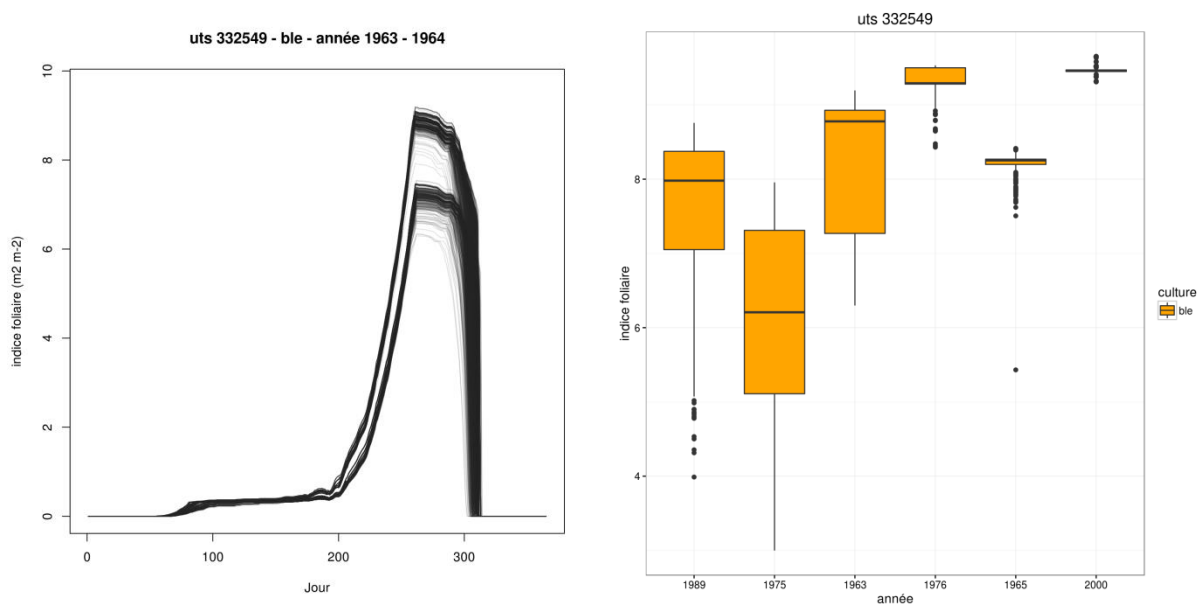 uts 332549 - ble - année 1963 - 1964
indice foliaire (m2 m-2)
10
8
6
4
2
0
0 100 200 300
Jour
uts 332549
indice foliaire
8
6
4
1989 1975 1963 1976 1965 2000
année
culture
ble